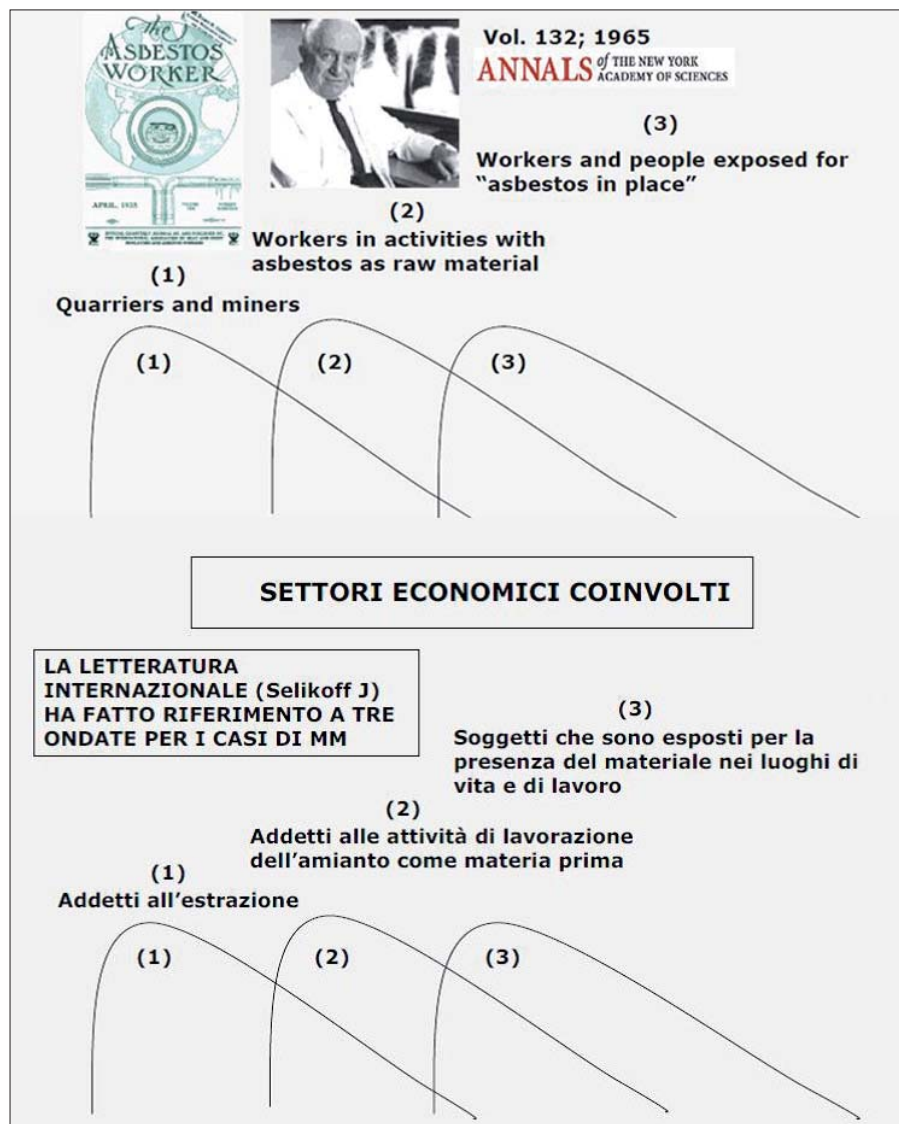 The
ASBESTOS
WORKER
APRIL, 1935
Vol. 132; 1965
ANNALS of THE NEW YORK
ACADEMY OF SCIENCES
(3)
Workers and people exposed for
“asbestos in place”
(2)
Workers in activities with
asbestos as raw material
(1)
Quarriers and miners
(1)
(2)
(3)
SETTORI ECONOMICI COINVOLTI
LA LETTERATURA
INTERNAZIONALE (Selikoff J)
HA FATTO RIFERIMENTO A TRE
ONDATE PER I CASI DI MM
(3)
Soggetti che sono esposti per la
presenza del materiale nei luoghi di
vita e di lavoro
(2)
Addetti alle attività di lavorazione
dell’amianto come materia prima
(1)
Addetti all’estrazione
(1)
(2)
(3)